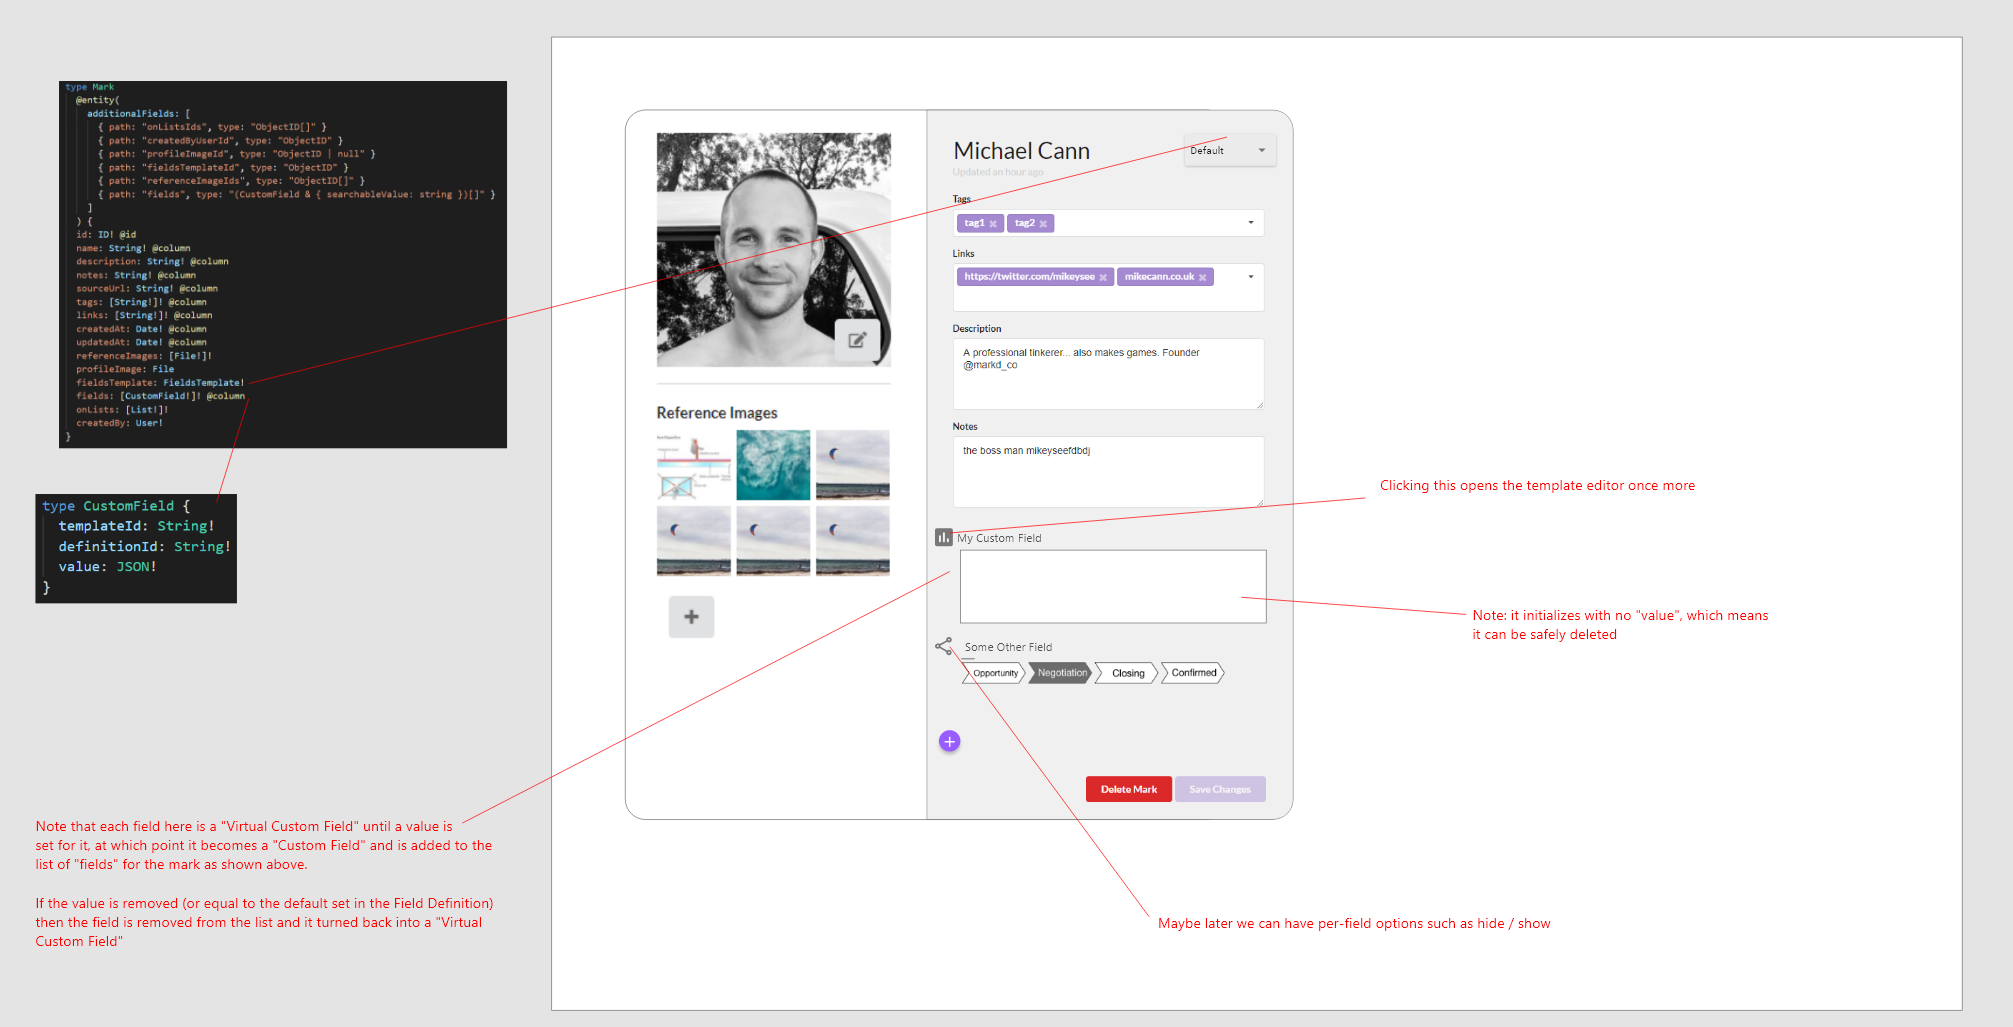 type Mark
@entity(
additionalFields: [
{ path: "onListsIds", type: "ObjectID[]" }
{ path: "createdByUserId", type: "ObjectID" }
{ path: "profileImageId", type: "ObjectID | null" }
{ path: "fieldsTemplateId", type: "ObjectID" }
{ path: "referenceImageIds", type: "ObjectID[]" }
{ path: "fields", type: "(CustomField & { searchableValue: string })[]" }
]
) {
id: ID! @id
name: String! @column
description: String! @column
notes: String! @column
sourceUrl: String! @column
tags: [String!]! @column
links: [String!]! @column
createdAt: Date! @column
updatedAt: Date! @column
referenceImages: [File!]!
profileImage: File
fieldsTemplate: FieldsTemplate!
fields: [CustomField!]! @column
onLists: [List!]!
createdBy: User!
}
type CustomField {
templateId: String!
definitionId: String!
value: JSON!
}
Note that each field here is a "Virtual Custom Field" until a value is
set for it, at which point it becomes a "Custom Field" and is added to the
list of "fields" for the mark as shown above.
If the value is removed (or equal to the default set in the Field Definition)
then the field is removed from the list and it turned back into a "Virtual
Custom Field"
Reference Images
Michael Cann
Default
Updated an hour ago
Tags
tag1 tag2
Links
https://twitter.com/mikeysee mikecann.co.uk
Description
A professional tinkerer... also makes games. Founder
@markd_co
Notes
the boss man mikeyseefdbdj
My Custom Field
Some Other Field
Opportunity Negotiation Closing Confirmed
Delete Mark Save Changes
Clicking this opens the template editor once more
Note: it initializes with no "value", which means
it can be safely deleted
Maybe later we can have per-field options such as hide / show